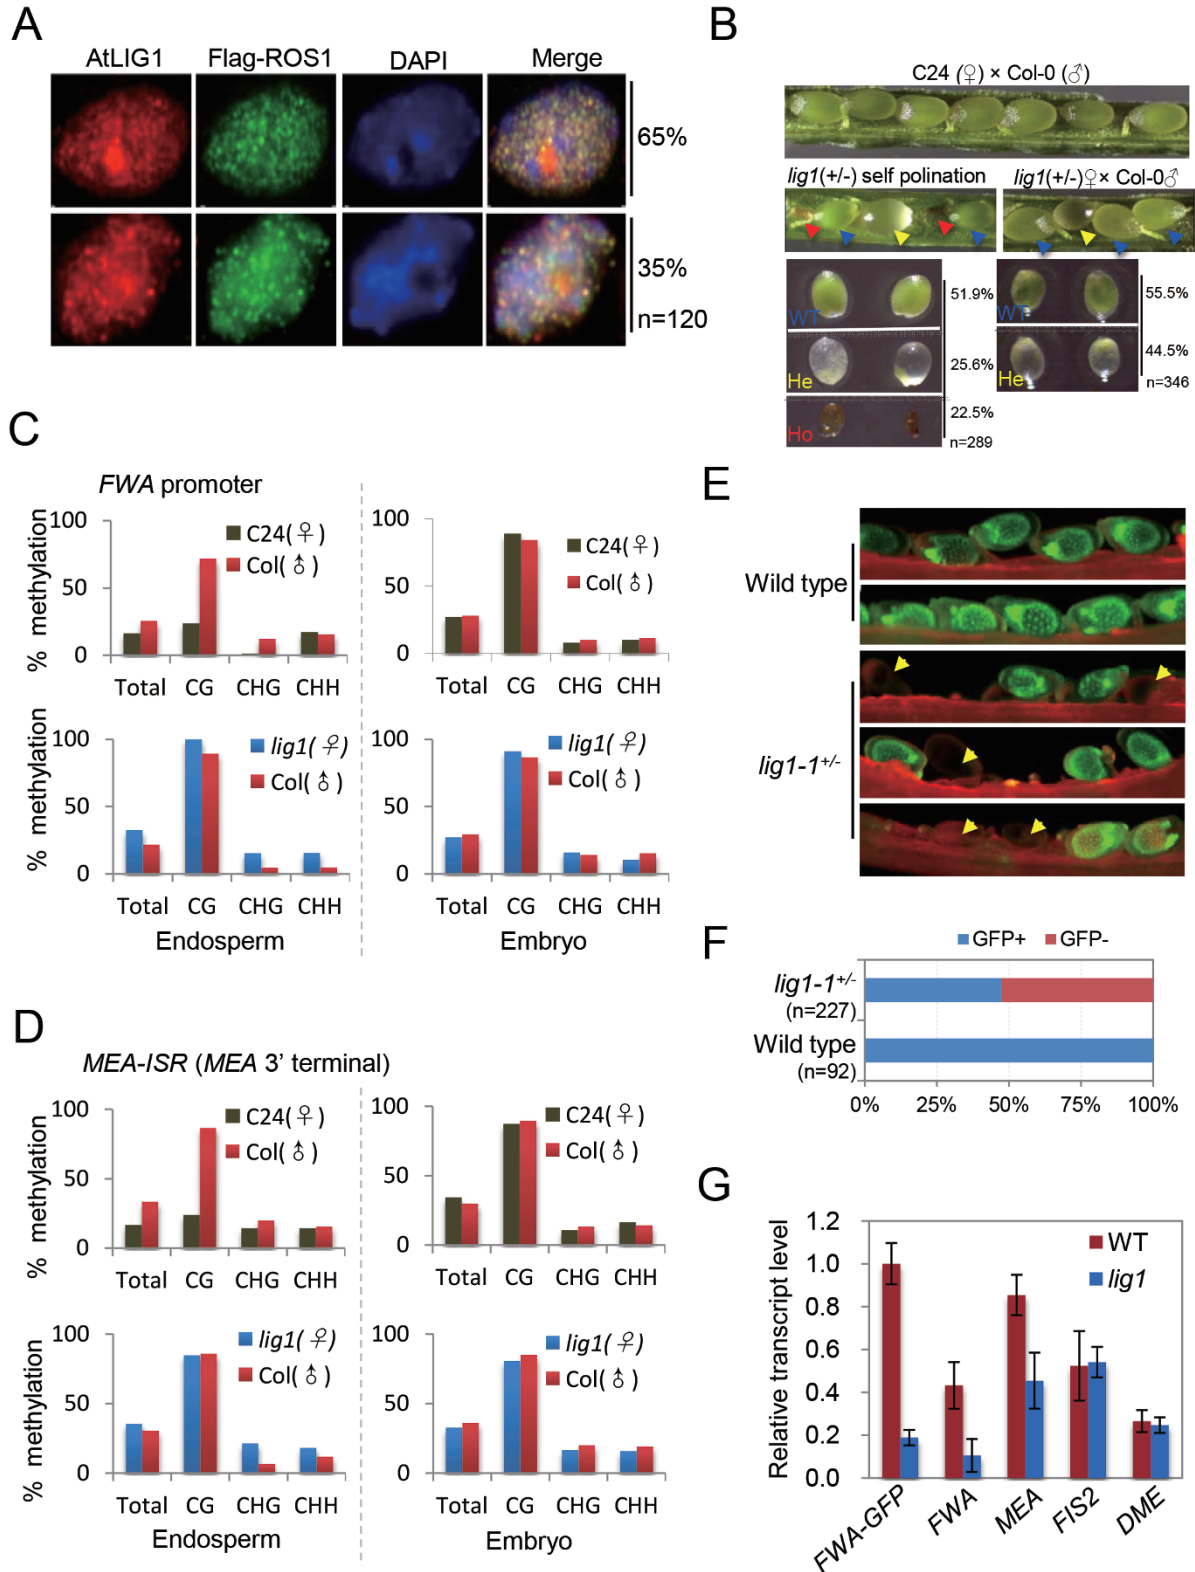 A
AtLIG1
Flag-ROS1
DAPI
Merge
65%
35%
n=120
B
C24 (♀) × Col-0 (♂)
lig1(+/-) self polination
lig1(+/-)♀× Col-0♂
WT
He
Ho
51.9%
25.6%
22.5%
n=289
WT
He
55.5%
44.5%
n=346
C
FWA promoter
% methylation
100
50
0
C24(♀)
Col(♂)
Total CG CHG CHH
100
50
0
C24(♀)
Col(♂)
Total CG CHG CHH
% methylation
100
50
0
lig1(♀)
Col(♂)
Total CG CHG CHH
Endosperm
100
50
0
lig1(♀)
Col(♂)
Total CG CHG CHH
Embryo
D
MEA-ISR (MEA 3' terminal)
% methylation
100
50
0
C24(♀)
Col(♂)
Total CG CHG CHH
100
50
0
C24(♀)
Col(♂)
Total CG CHG CHH
% methylation
100
50
0
lig1(♀)
Col(♂)
Total CG CHG CHH
Endosperm
100
50
0
lig1(♀)
Col(♂)
Total CG CHG CHH
Embryo
E
Wild type
lig1-1+/-
F
GFP+ GFP-
lig1-1+/-
(n=227)
Wild type
(n=92)
0% 25% 50% 75% 100%
G
Relative transcript level
1.2
1.0
0.8
0.6
0.4
0.2
0.0
WT
lig1
FWA-GFP FWA MEA FIS2 DME